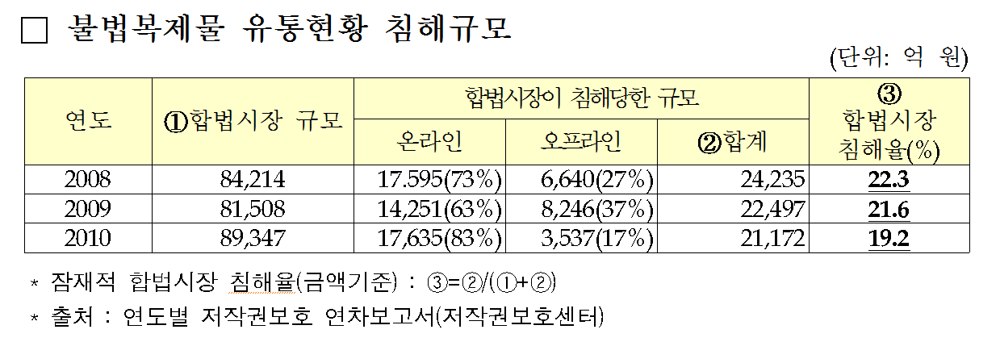 □ 불법복제물 유통현황 침해규모
(단위: 억 원)
연도 ①합법시장 규모 합법시장이 침해당한 규모 ③ 합법시장 침해율(%)
온라인 오프라인 ②합계
2008 84,214 17.595(73%) 6,640(27%) 24,235 22.3
2009 81,508 14,251(63%) 8,246(37%) 22,497 21.6
2010 89,347 17,635(83%) 3,537(17%) 21,172 19.2
* 잠재적 합법시장 침해율(금액기준) : ③=②/(①+②)
* 출처 : 연도별 저작권보호 연차보고서(저작권보호센터)